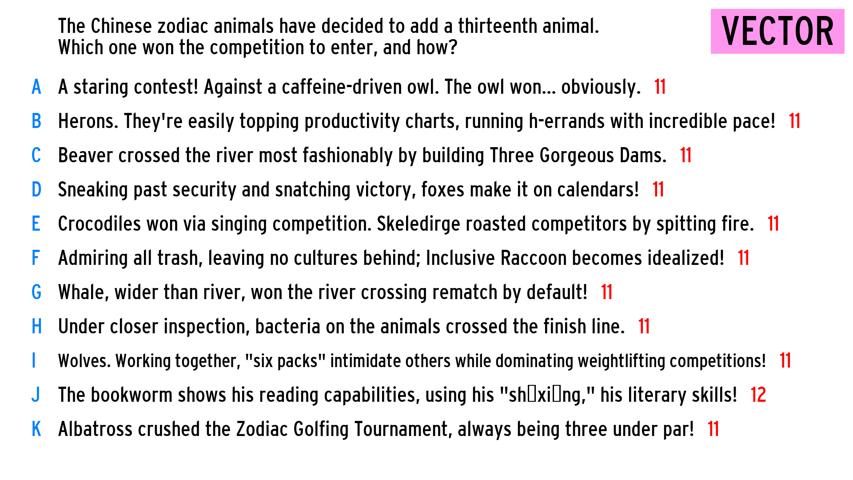 The Chinese zodiac animals have decided to add a thirteenth animal.
Which one won the competition to enter, and how?
VECTOR
A A staring contest! Against a caffeine-driven owl. The owl won... obviously. 11
B Herons. They're easily topping productivity charts, running h-errands with incredible pace! 11
C Beaver crossed the river most fashionably by building Three Gorgeous Dams. 11
D Sneaking past security and snatching victory, foxes make it on calendars! 11
E Crocodiles won via singing competition. Skeledirge roasted competitors by spitting fire. 11
F Admiring all trash, leaving no cultures behind; Inclusive Raccoon becomes idealized! 11
G Whale, wider than river, won the river crossing rematch by default! 11
H Under closer inspection, bacteria on the animals crossed the finish line. 11
I Wolves. Working together, "six packs" intimidate others while dominating weightlifting competitions! 11
J The bookworm shows his reading capabilities, using his "sh▯xi▯ng," his literary skills! 12
K Albatross crushed the Zodiac Golfing Tournament, always being three under par! 11